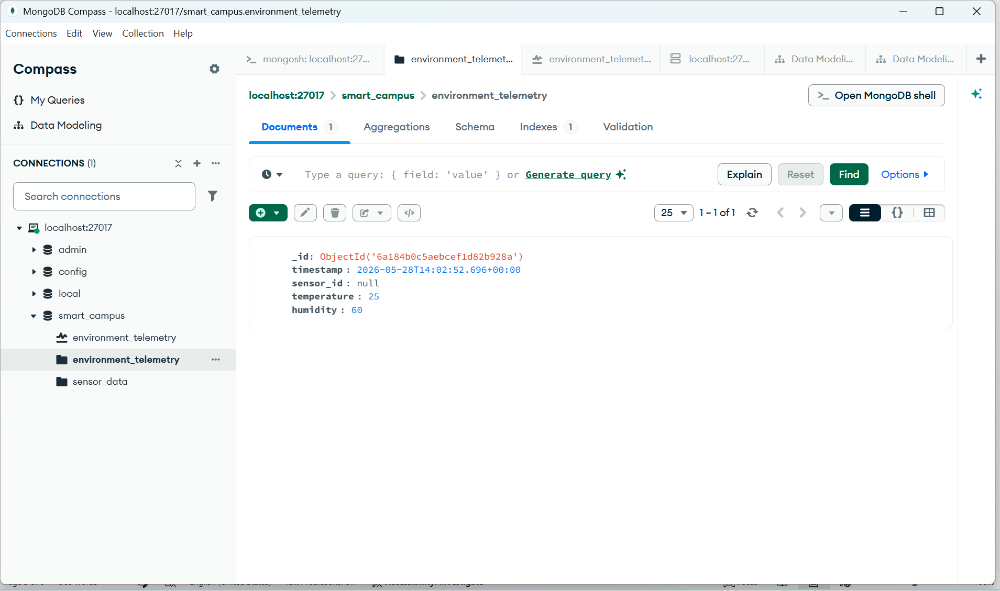 MongoDB Compass - localhost:27017/smart_campus.environment_telemetry
Connections Edit View Collection Help
Compass
My Queries
Data Modeling
CONNECTIONS (1)
Search connections
localhost:27017
admin
config
local
smart_campus
environment_telemetry
environment_telemetry
sensor_data
mongosh: localhost:27... environment_telemet... environment_telemet... localhost:27... Data Modeli... Data Modeli...
localhost:27017 > smart_campus > environment_telemetry
>_ Open MongoDB shell
Documents 1 Aggregations Schema Indexes 1 Validation
Type a query: { field: 'value' } or Generate query
Explain Reset Find Options
25 1 – 1 of 1
_id: ObjectId('6a184b0c5aebcef1d82b928a')
timestamp : 2026-05-28T14:02:52.696+00:00
sensor_id : null
temperature : 25
humidity : 60